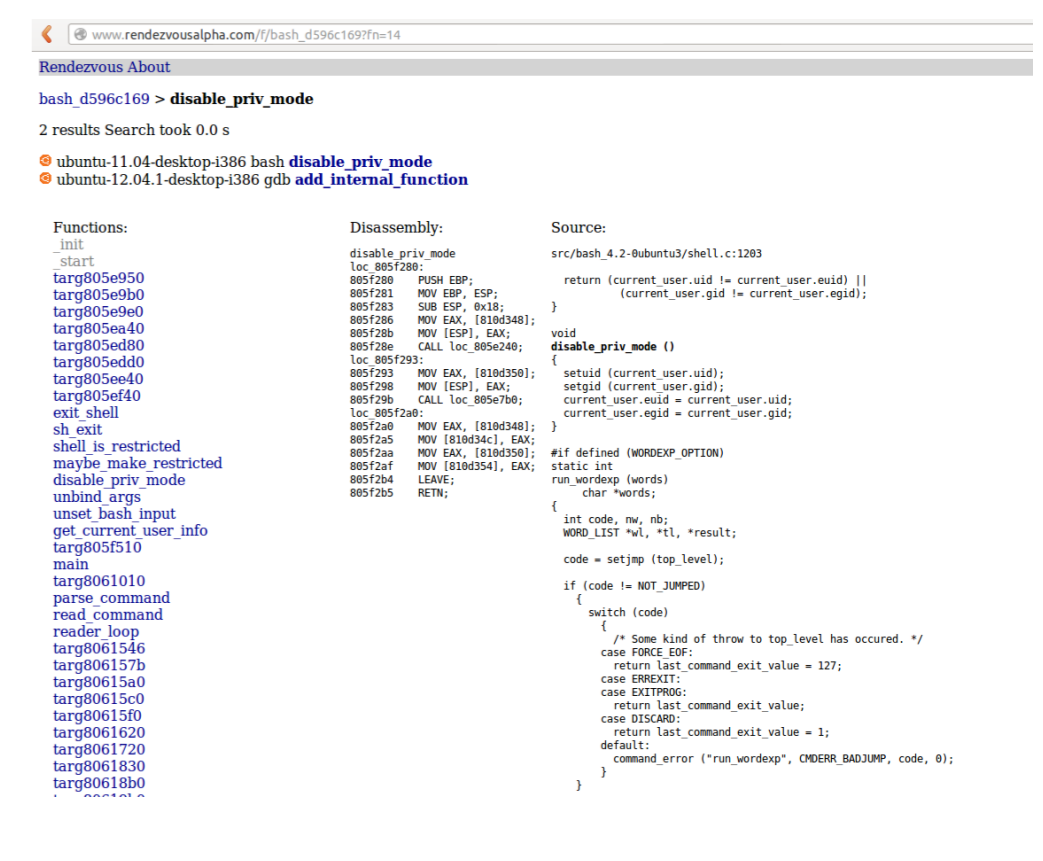 www.rendezvousalpha.com/f/bash_d596c169?fn=14
Rendezvous About
bash_d596c169 > disable_priv_mode
2 results Search took 0.0 s
ubuntu-11.04-desktop-i386 bash disable_priv_mode
ubuntu-12.04.1-desktop-i386 gdb add_internal_function
Functions:
_init
_start
targ805e950
targ805e9b0
targ805e9e0
targ805ea40
targ805ed80
targ805edd0
targ805ee40
targ805ef40
exit_shell
sh_exit
shell_is_restricted
maybe_make_restricted
disable_priv_mode
unbind_args
unset_bash_input
get_current_user_info
targ805f510
main
targ8061010
parse_command
read_command
reader_loop
targ8061546
targ806157b
targ80615a0
targ80615c0
targ80615f0
targ8061620
targ8061720
targ8061830
targ80618b0
Disassembly:
disable_priv_mode
loc_805f280:
805f280 PUSH EBP;
805f281 MOV EBP, ESP;
805f283 SUB ESP, 0x18;
805f286 MOV EAX, [810d348];
805f28b MOV [ESP], EAX;
805f28e CALL loc_805e240;
loc_805f293:
805f293 MOV EAX, [810d350];
805f298 MOV [ESP], EAX;
805f29b CALL loc_805e7b0;
loc_805f2a0:
805f2a0 MOV EAX, [810d348];
805f2a5 MOV [810d34c], EAX;
805f2aa MOV EAX, [810d350];
805f2af MOV [810d354], EAX;
805f2b4 LEAVE;
805f2b5 RETN;
Source:
src/bash_4.2-0ubuntu3/shell.c:1203
return (current_user.uid != current_user.euid) ||
(current_user.gid != current_user.egid);
}
void
disable_priv_mode ()
{
setuid (current_user.uid);
setgid (current_user.gid);
current_user.euid = current_user.uid;
current_user.egid = current_user.gid;
}
#if defined (WORDEXP_OPTION)
static int
run_wordexp (words)
char *words;
{
int code, nw, nb;
WORD_LIST *wl, *tl, *result;
code = setjmp (top_level);
if (code != NOT_JUMPED)
{
switch (code)
{
/* Some kind of throw to top_level has occured. */
case FORCE_EOF:
return last_command_exit_value = 127;
case ERREXIT:
case EXITPROG:
return last_command_exit_value;
case DISCARD:
return last_command_exit_value = 1;
default:
command_error ("run_wordexp", CMDERR_BADJUMP, code, 0);
}
}